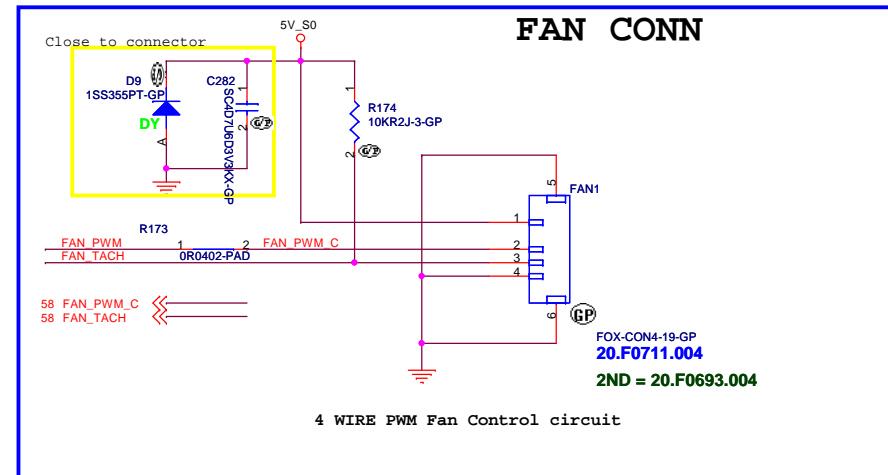 FAN CONN
5V_S0
Close to connector
D9
1SS355PT-GP
DY
A
C282
SC4D7U6D3V3KX-GP
1
2
G/P
1
R174
10KR2J-3-GP
2
G/P
5
FAN1
1
2
3
4
6
GP
R173
FAN_PWM
1
2
FAN_PWM_C
FAN_TACH
0R0402-PAD
58 FAN_PWM_C
58 FAN_TACH
FOX-CON4-19-GP
20.F0711.004
2ND = 20.F0693.004
4 WIRE PWM Fan Control circuit